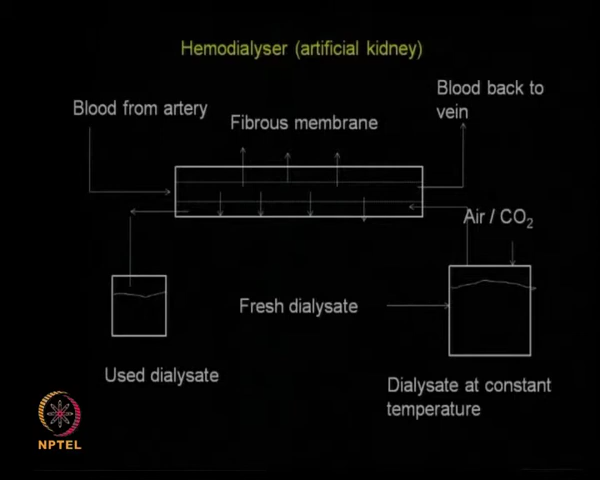 Hemodialyser (artificial kidney)
Blood from artery
Fibrous membrane
Blood back to
vein
Air / CO₂
Fresh dialysate
Used dialysate
Dialysate at constant
temperature
NPTEL